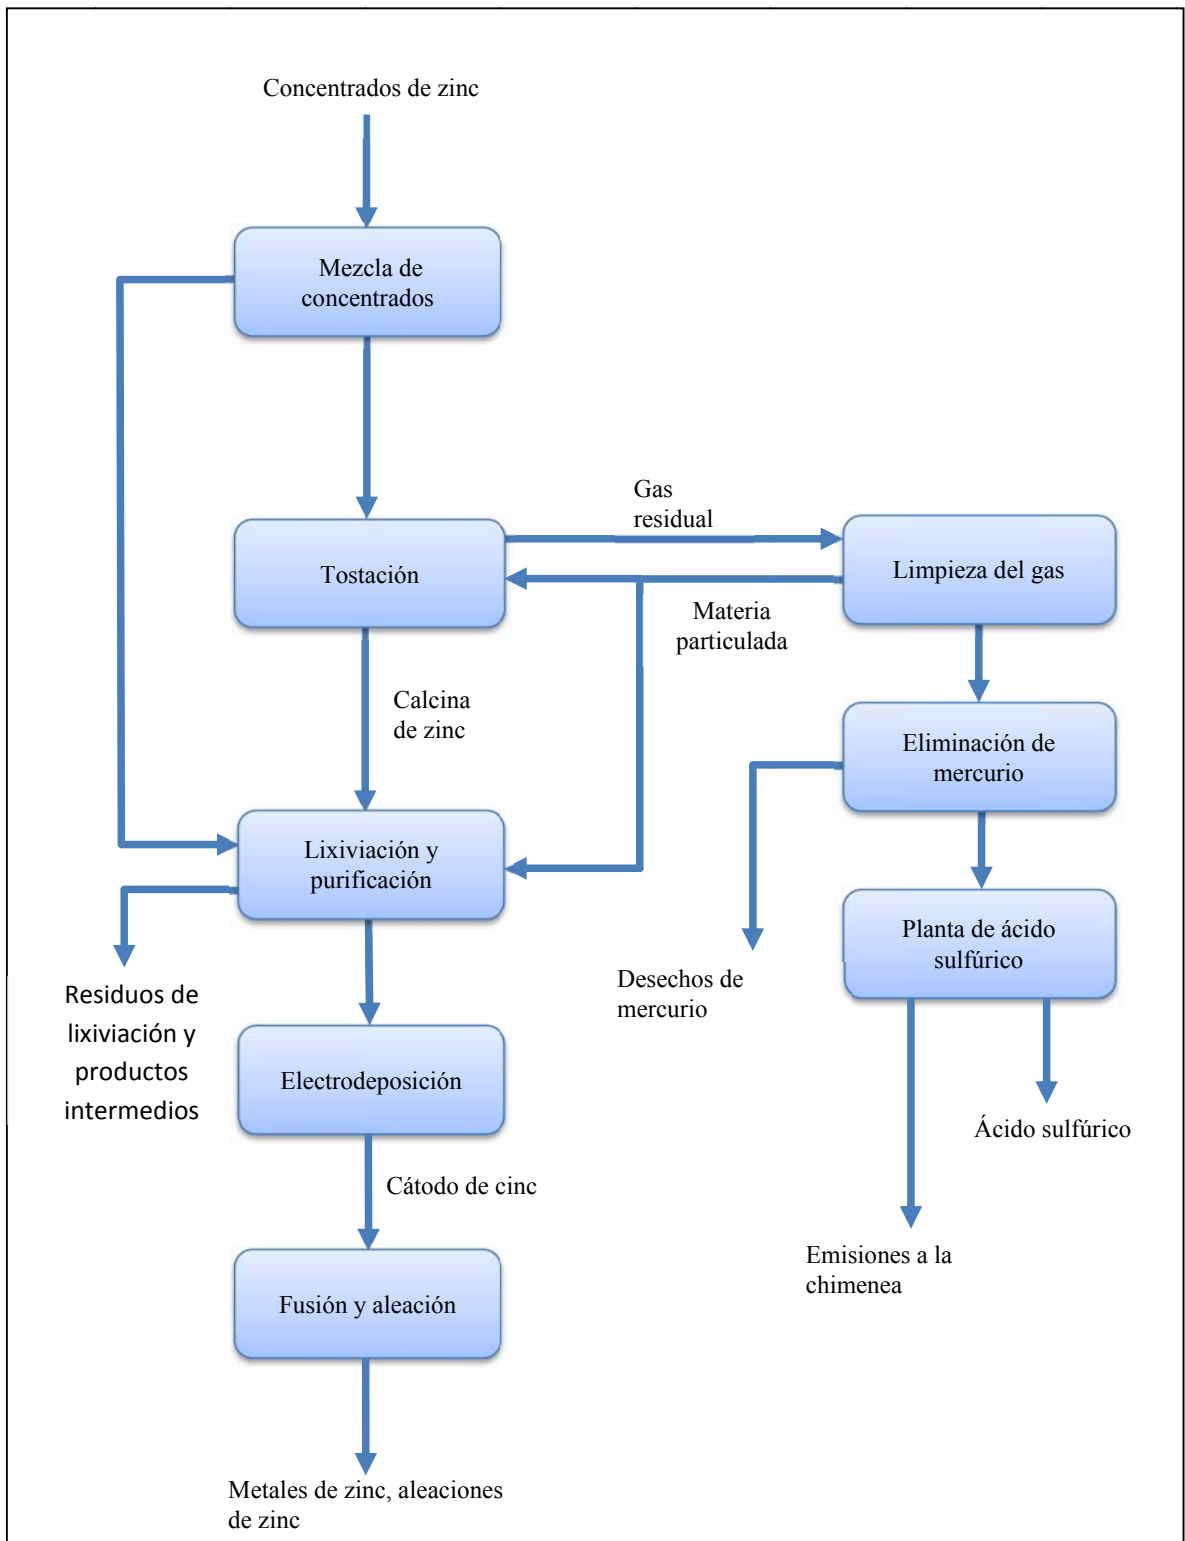 Concentrados de zinc
Mezcla de
concentrados
Gas
residual
Tostación
Limpieza del gas
Materia
particulada
Calcina
de zinc
Eliminación de
mercurio
Lixiviación y
purificación
Planta de ácido
sulfúrico
Desechos de
mercurio
Residuos de
lixiviación y
productos
intermedios
Electrodeposición
Ácido sulfúrico
Cátodo de cinc
Emisiones a la
chimenea
Fusión y aleación
Metales de zinc, aleaciones
de zinc